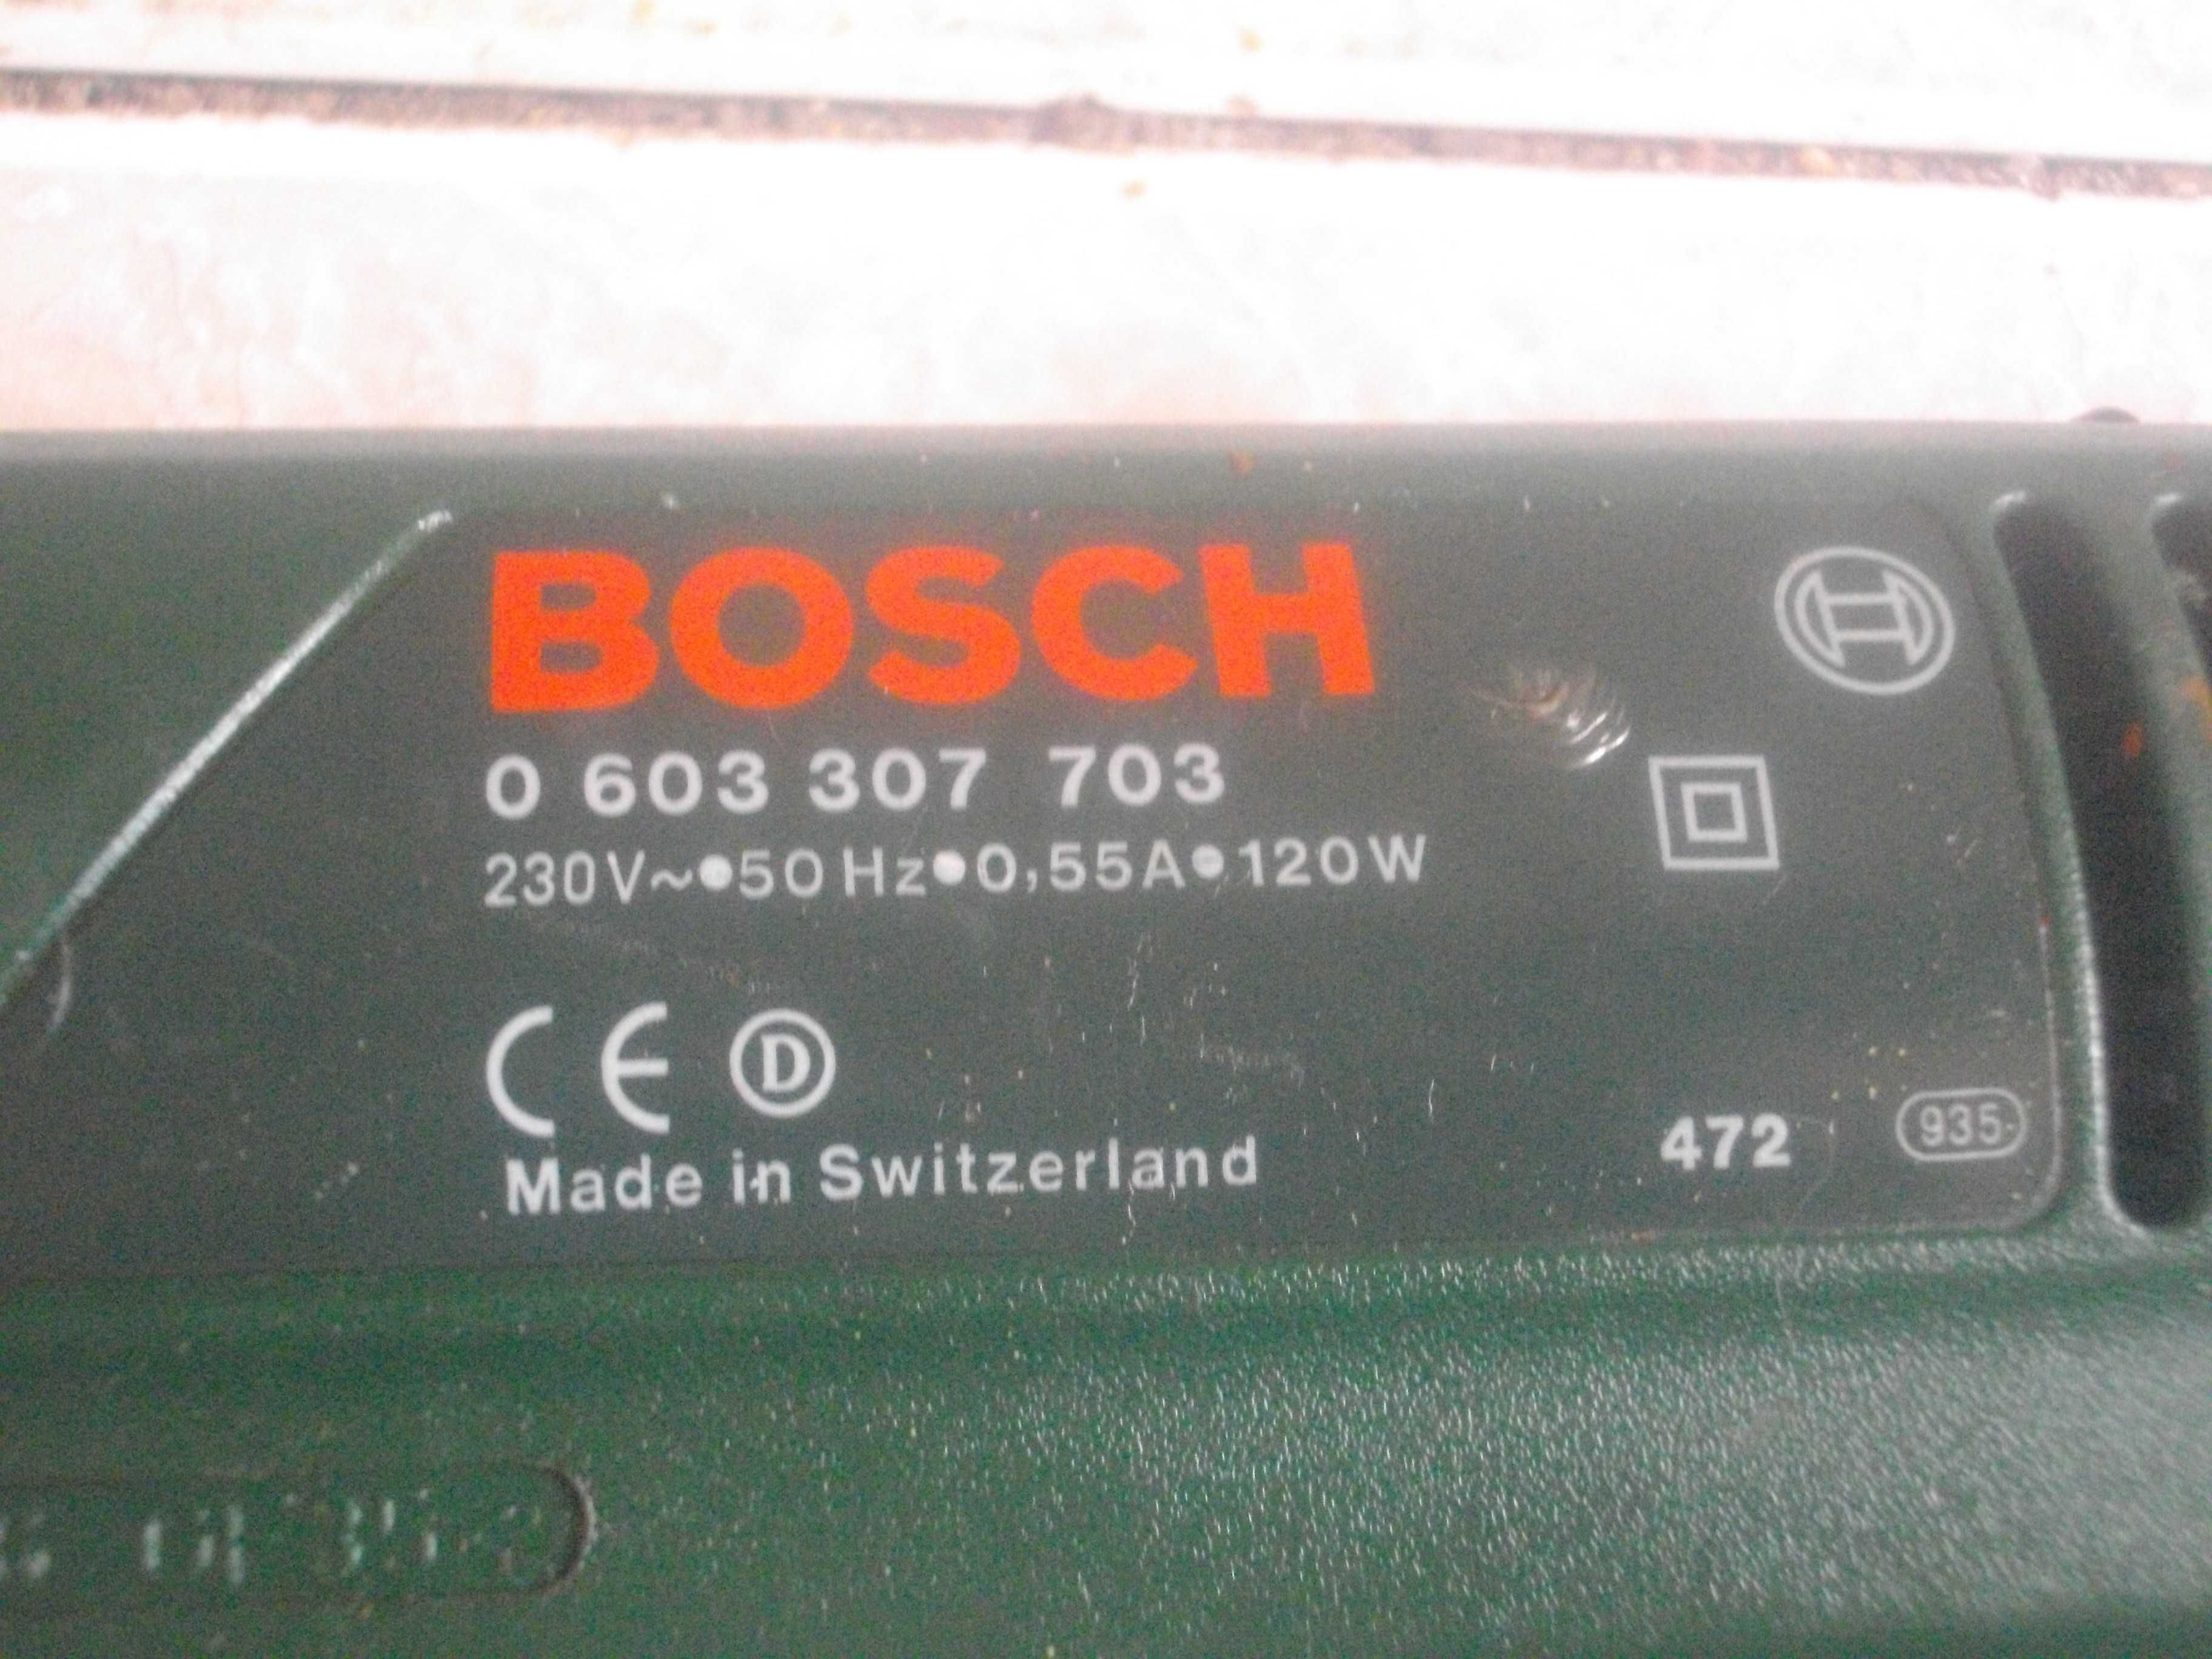 BOSCH
0 603 307 703
230V~•50Hz•0,55A•120W
CE D
Made in Switzerland
472
935